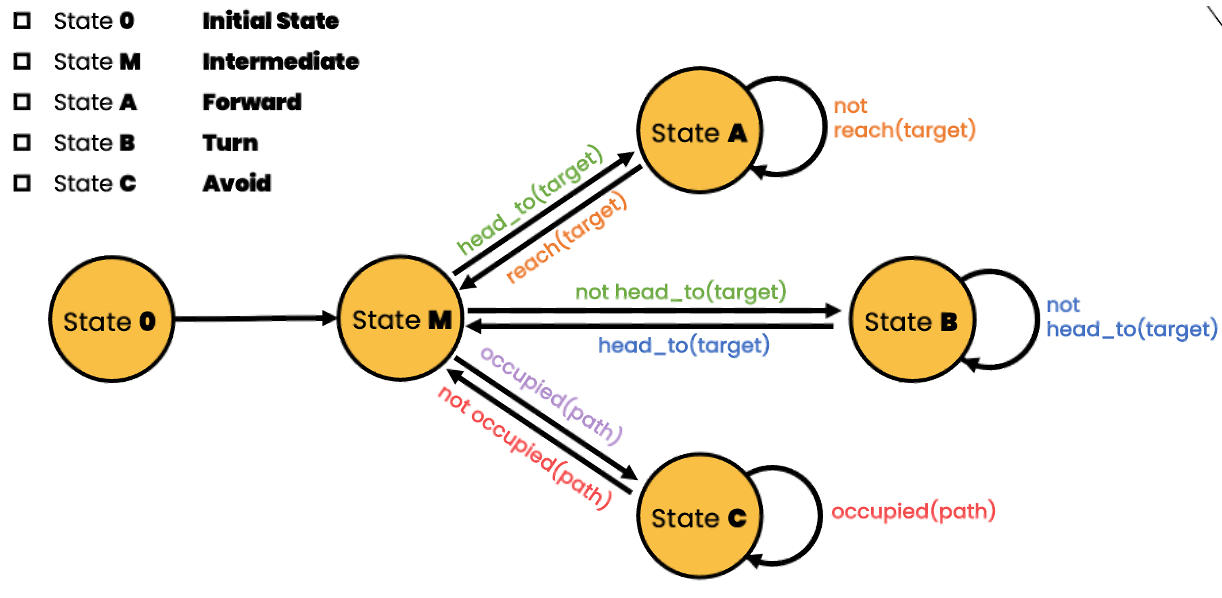 State 0 Initial State
State M Intermediate
State A Forward
State B Turn
State C Avoid
State A
not
reach(target)
head_to(target)
reach(target)
State 0
State M
not head_to(target)
head_to(target)
State B
not
head_to(target)
occupied(path)
not occupied(path)
State C
occupied(path)